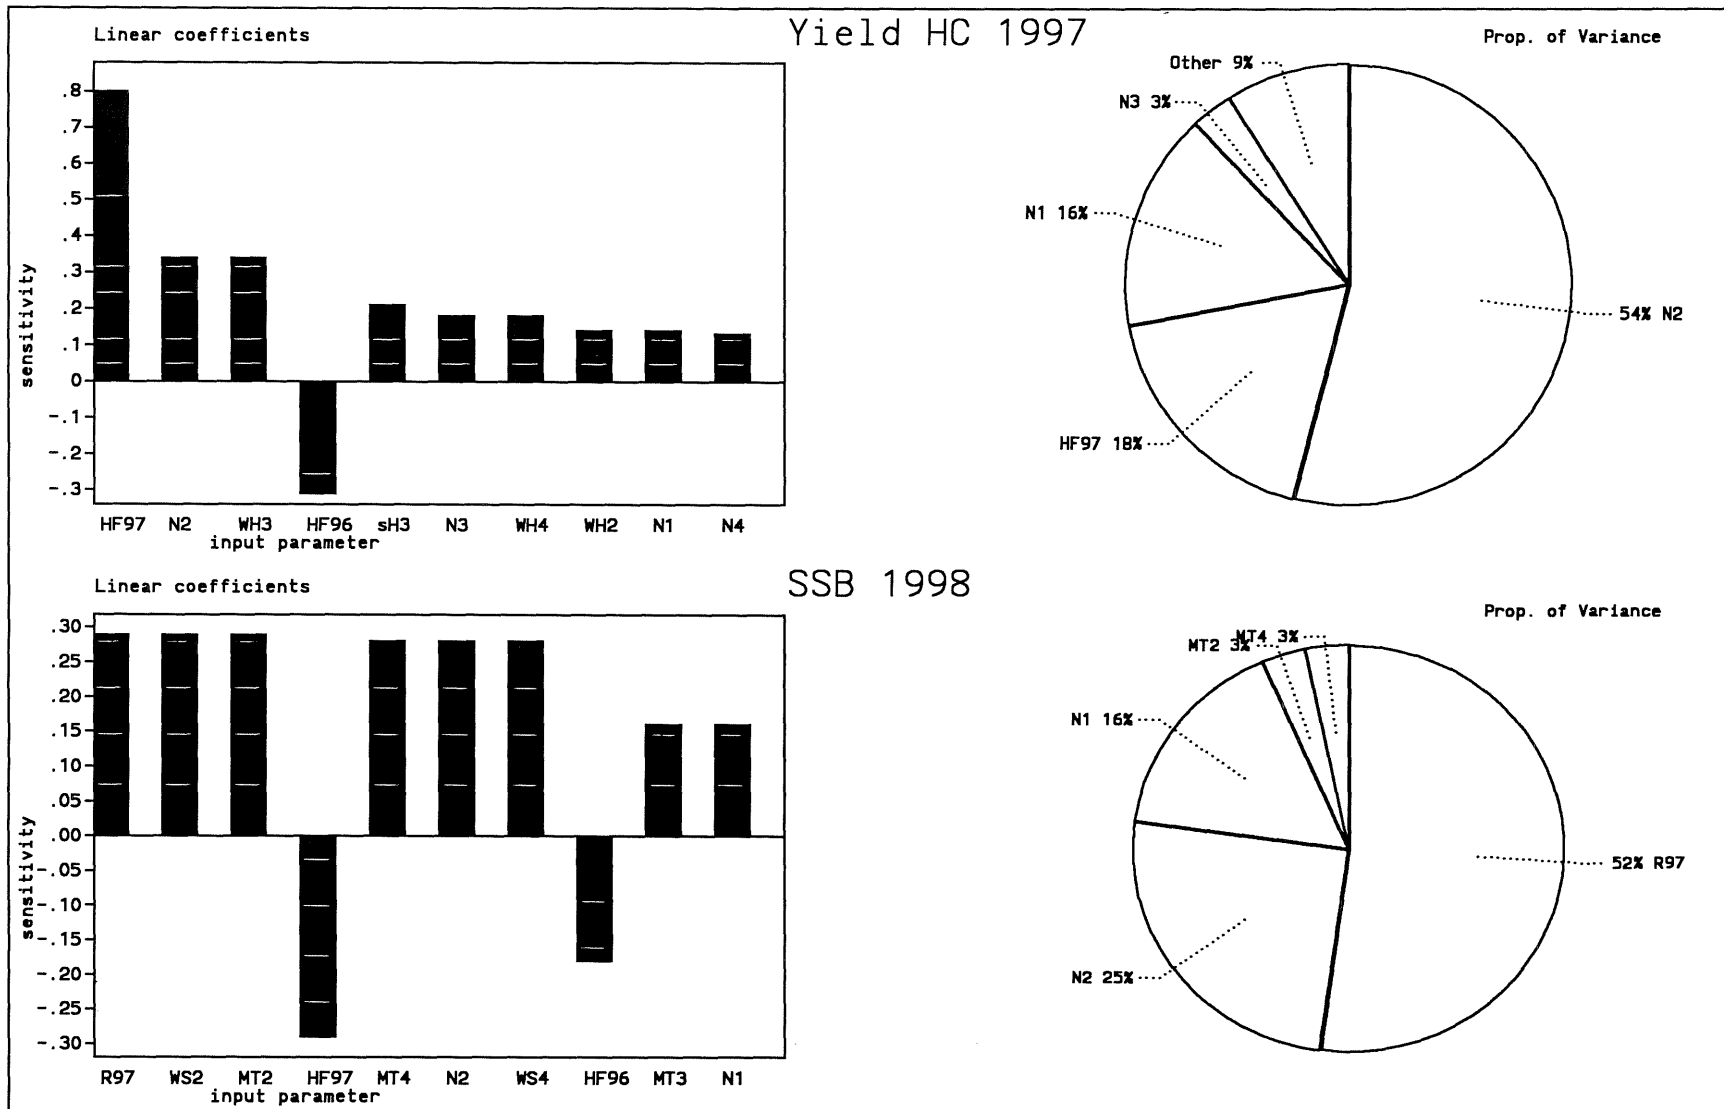 Yield HC 1997
Linear coefficients
Prop. of Variance
.8
.7
.6
.5
.4
.3
.2
.1
0
-.1
-.2
-.3
sensitivity
HF97 N2 WH3 HF96 sH3 N3 WH4 WH2 N1 N4
input parameter
Other 9%
N3 3%
N1 16%
HF97 18%
54% N2
SSB 1998
Linear coefficients
Prop. of Variance
.30
.25
.20
.15
.10
.05
.00
-.05
-.10
-.15
-.20
-.25
-.30
sensitivity
R97 WS2 MT2 HF97 MT4 N2 WS4 HF96 MT3 N1
input parameter
MT4 3%
MT2 3%
N1 16%
N2 25%
52% R97